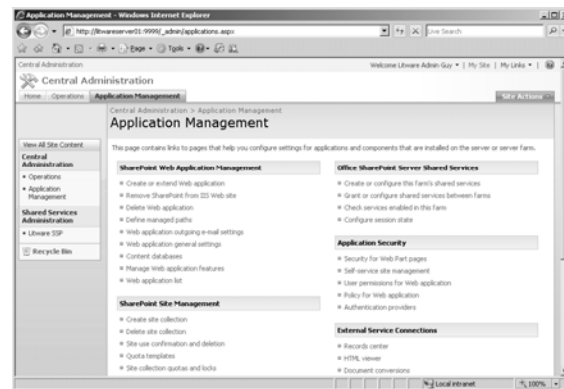 Application Management - Windows Internet Explorer
http://litwareserver01:9999/_admin/applications.aspx
Live Search
Page
Tools
Central Administration
Welcome Litware Admin Guy
My Site
My Links
Central Administration
Home
Operations
Application Management
Site Actions
Central Administration > Application Management
Application Management
View All Site Content
Central
Administration
Operations
Application
Management
Shared Services
Administration
Litware SSP
Recycle Bin
This page contains links to pages that help you configure settings for applications and components that are installed on the server or server farm.
SharePoint Web Application Management
Create or extend Web application
Remove SharePoint from IIS Web site
Delete Web application
Define managed paths
Web application outgoing e-mail settings
Web application general settings
Content databases
Manage Web application features
Web application list
SharePoint Site Management
Create site collection
Delete site collection
Site use confirmation and deletion
Quota templates
Site collection quotas and locks
Office SharePoint Server Shared Services
Create or configure this farm's shared services
Grant or configure shared services between farms
Check services enabled in this farm
Configure session state
Application Security
Security for Web Part pages
Self-service site management
User permissions for Web application
Policy for Web application
Authentication providers
External Service Connections
Records center
HTML viewer
Document conversions
Local intranet
100%